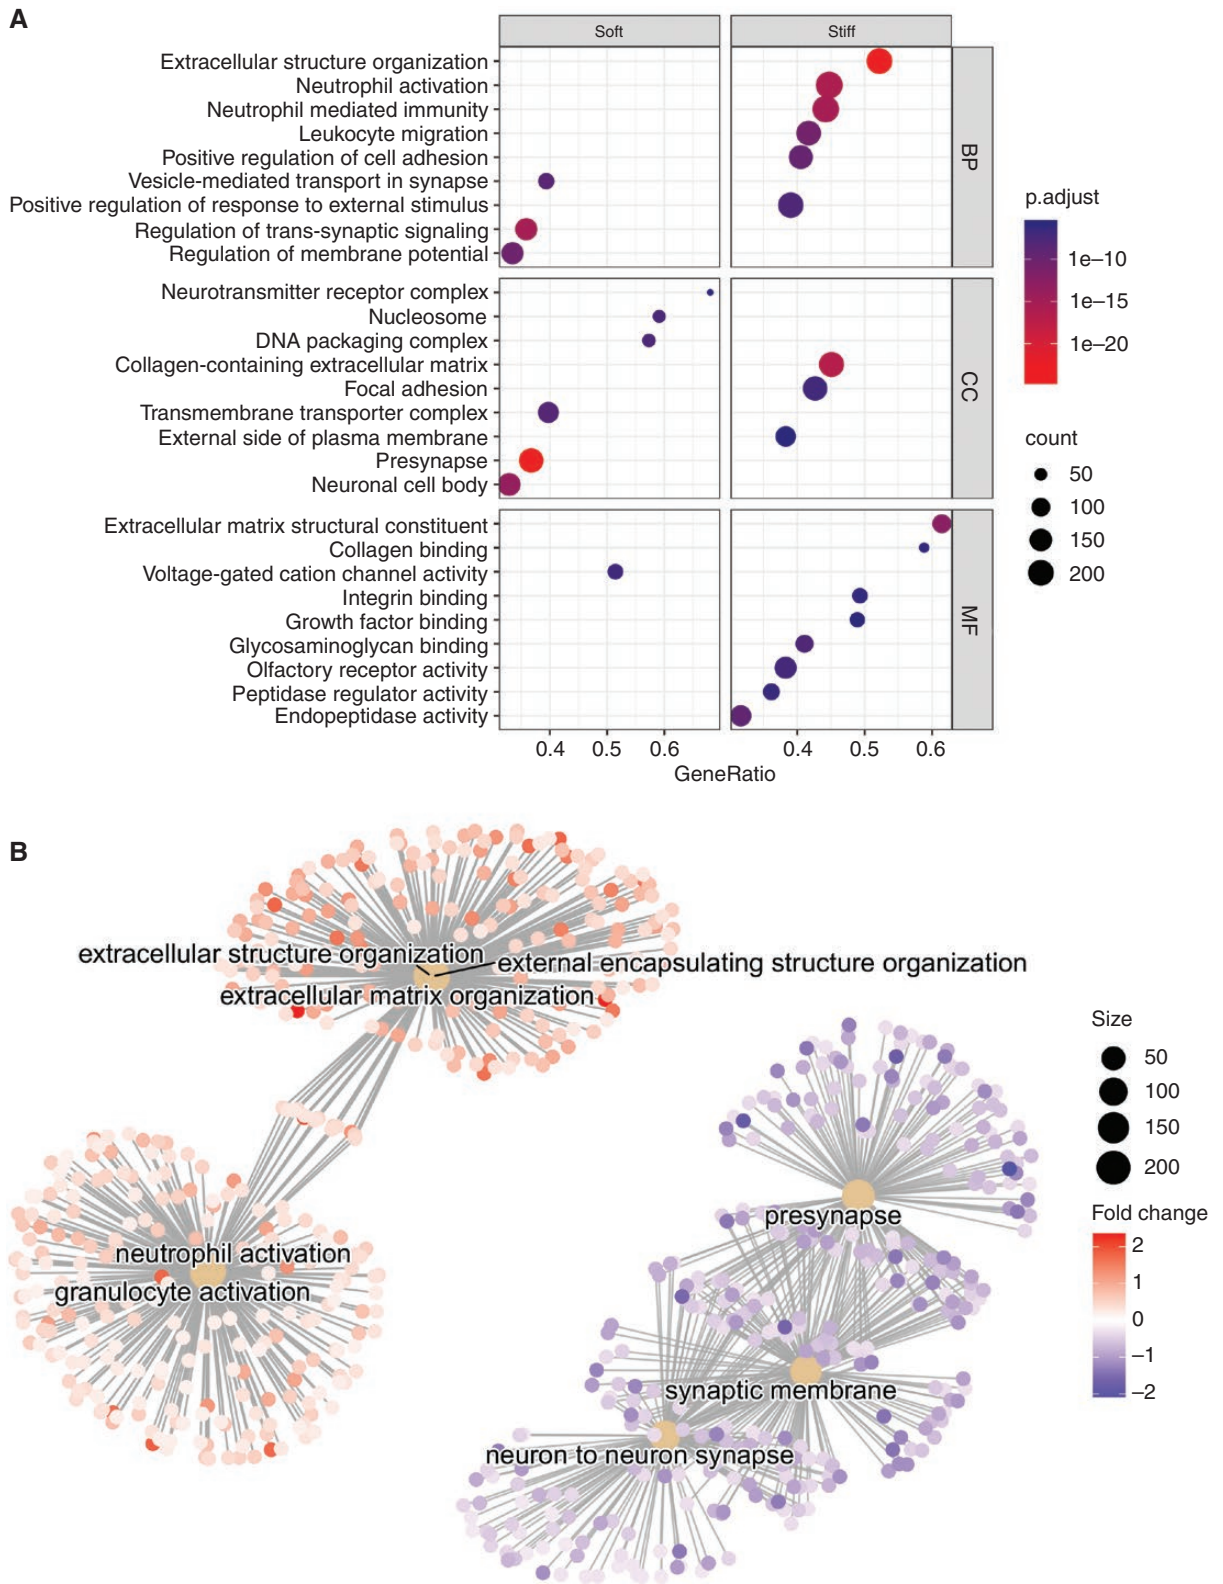 A
Soft Stiff
Extracellular structure organization
Neutrophil activation
Neutrophil mediated immunity
Leukocyte migration
Positive regulation of cell adhesion
Vesicle-mediated transport in synapse
Positive regulation of response to external stimulus
Regulation of trans-synaptic signaling
Regulation of membrane potential
BP
Neurotransmitter receptor complex
Nucleosome
DNA packaging complex
Collagen-containing extracellular matrix
Focal adhesion
Transmembrane transporter complex
External side of plasma membrane
Presynapse
Neuronal cell body
CC
Extracellular matrix structural constituent
Collagen binding
Voltage-gated cation channel activity
Integrin binding
Growth factor binding
Glycosaminoglycan binding
Olfactory receptor activity
Peptidase regulator activity
Endopeptidase activity
MF
0.4 0.5 0.6 0.4 0.5 0.6
GeneRatio
p.adjust
1e–10
1e–15
1e–20
count
50
100
150
200
B
extracellular structure organization
external encapsulating structure organization
extracellular matrix organization
neutrophil activation
granulocyte activation
presynapse
synaptic membrane
neuron to neuron synapse
Size
50
100
150
200
Fold change
2
1
0
–1
–2